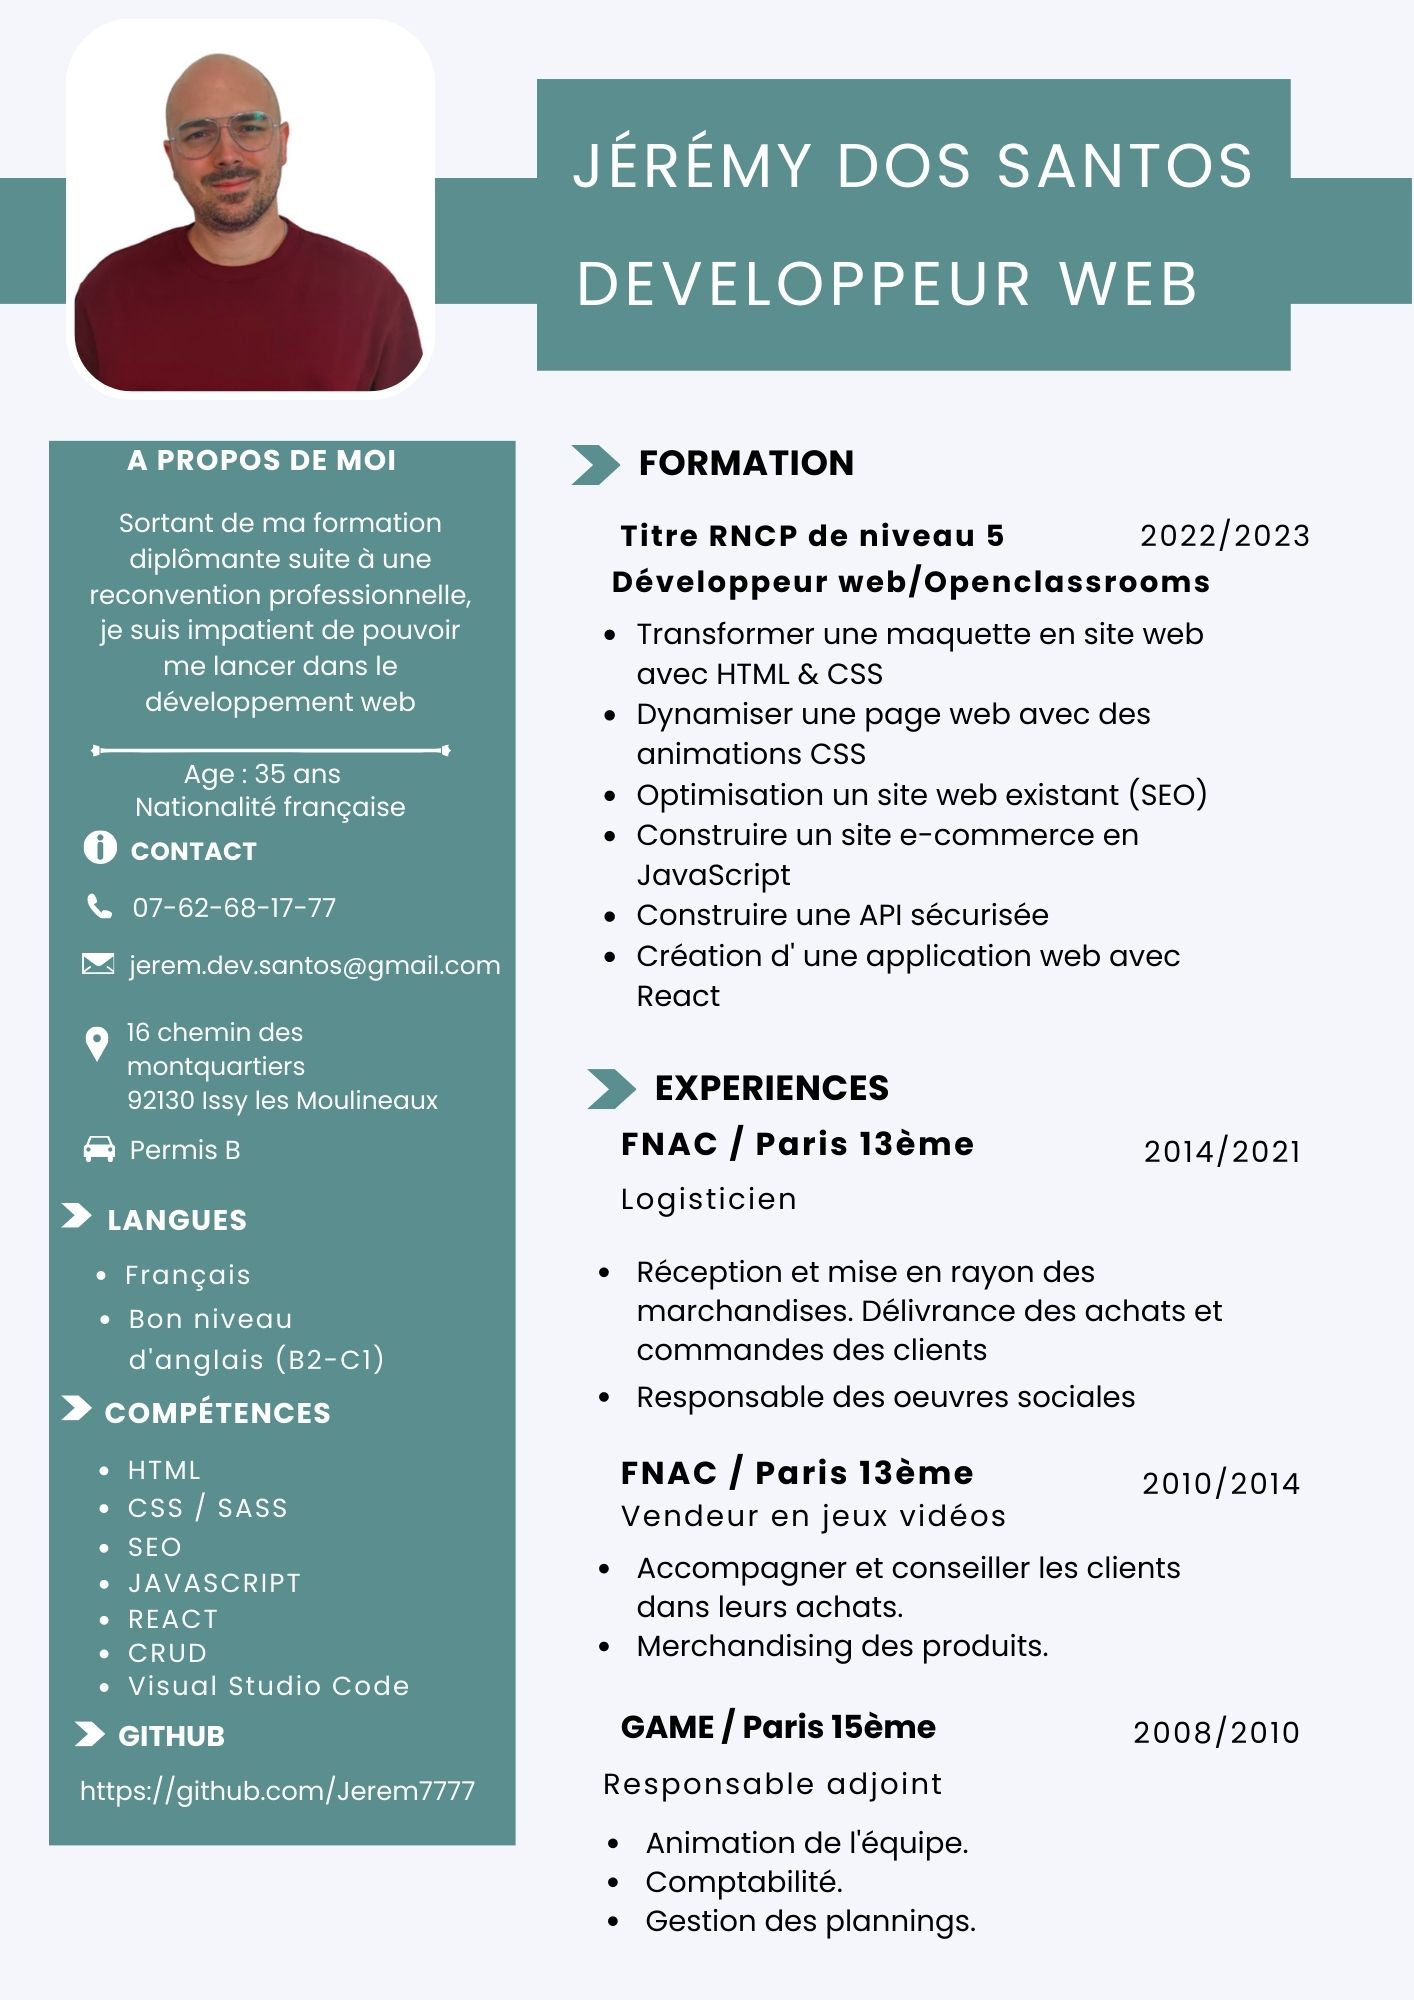 JÉRÉMY DOS SANTOS
DEVELOPPEUR WEB
A PROPOS DE MOI
Sortant de ma formation
diplômante suite à une
reconvention professionnelle,
je suis impatient de pouvoir
me lancer dans le
développement web
Age : 35 ans
Nationalité française
CONTACT
07-62-68-17-77
jerem.dev.santos@gmail.com
16 chemin des
montquartiers
92130 Issy les Moulineaux
Permis B
LANGUES
• Français
• Bon niveau
d'anglais (B2-C1)
COMPÉTENCES
• HTML
• CSS / SASS
• SEO
• JAVASCRIPT
• REACT
• CRUD
• Visual Studio Code
GITHUB
https://github.com/Jerem7777
FORMATION
Titre RNCP de niveau 5 2022/2023
Développeur web/Openclassrooms
• Transformer une maquette en site web
avec HTML & CSS
• Dynamiser une page web avec des
animations CSS
• Optimisation un site web existant (SEO)
• Construire un site e-commerce en
JavaScript
• Construire une API sécurisée
• Création d' une application web avec
React
EXPERIENCES
FNAC / Paris 13ème 2014/2021
Logisticien
• Réception et mise en rayon des
marchandises. Délivrance des achats et
commandes des clients
• Responsable des oeuvres sociales
FNAC / Paris 13ème 2010/2014
Vendeur en jeux vidéos
• Accompagner et conseiller les clients
dans leurs achats.
• Merchandising des produits.
GAME / Paris 15ème 2008/2010
Responsable adjoint
• Animation de l'équipe.
• Comptabilité.
• Gestion des plannings.